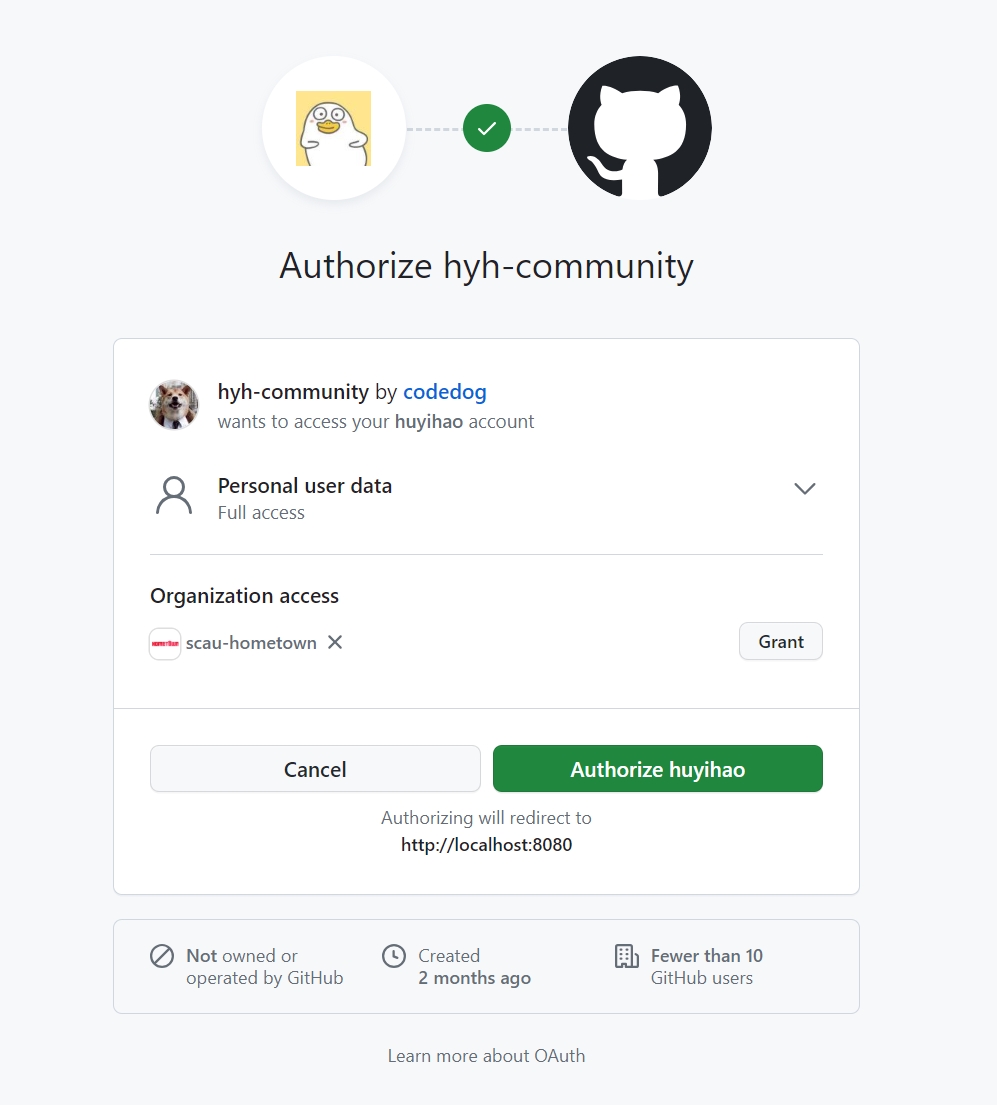 Authorize hyh-community
hyh-community by codedog
wants to access your huyihao account
Personal user data
Full access
Organization access
scau-hometown
Grant
Cancel
Authorize huyihao
Authorizing will redirect to
http://localhost:8080
Not owned or
operated by GitHub
Created
2 months ago
Fewer than 10
GitHub users
Learn more about OAuth